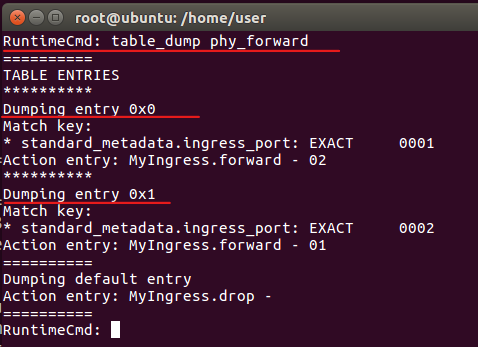 root@ubuntu: /home/user
RuntimeCmd: table_dump phy_forward
==========
TABLE ENTRIES
**********
Dumping entry 0x0
Match key:
* standard_metadata.ingress_port: EXACT     0001
Action entry: MyIngress.forward - 02
**********
Dumping entry 0x1
Match key:
* standard_metadata.ingress_port: EXACT     0002
Action entry: MyIngress.forward - 01
==========
Dumping default entry
Action entry: MyIngress.drop -
==========
RuntimeCmd: